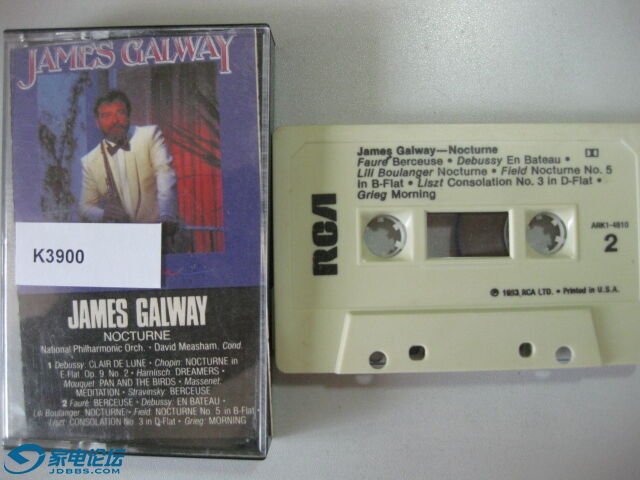 JAMES GALWAY
K3900
JAMES GALWAY
NOCTURNE
National Philharmonic Orch. • David Measham, Cond.
1 Debussy: CLAIR DE LUNE • Chopin: NOCTURNE in
E-Flat, Op. 9, No. 2 • Hamlisch: DREAMERS •
Mouquet: PAN AND THE BIRDS • Massenet:
MEDITATION • Stravinsky: BERCEUSE
2 Fauré: BERCEUSE • Debussy: EN BATEAU •
Lili Boulanger: NOCTURNE • Field: NOCTURNE No. 5 in B-Flat
Liszt: CONSOLATION No. 3 in D-Flat • Grieg: MORNING
James Galway—Nocturne
Fauré Berceuse • Debussy En Bateau •
Lili Boulanger Nocturne • Field Nocturne No. 5
in B-Flat • Liszt Consolation No. 3 in D-Flat •
Grieg Morning
RCA
ARK1-4810
2
℗ 1983, RCA LTD. • Printed in U.S.A.
家电论坛
JDBBS.COM